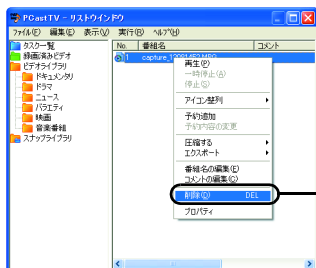 PCastTV - リストウインドウ
ファイル(F) 編集(E) 表示(V) 実行(R) ヘルプ(H)
タスク一覧
録画済みビデオ
ビデオライブラリ
ドキュメンタリ
ドラマ
ニュース
バラエティ
映画
音楽番組
スナップライブラリ
No. 番組名 コメント
1
再生(P)
一時停止(A)
停止(S)
アイコン整列
予約追加
予約内容の変更
圧縮する
エクスポート
番組名の編集(E)
コメントの編集(C)
削除(D) DEL
プロパティ